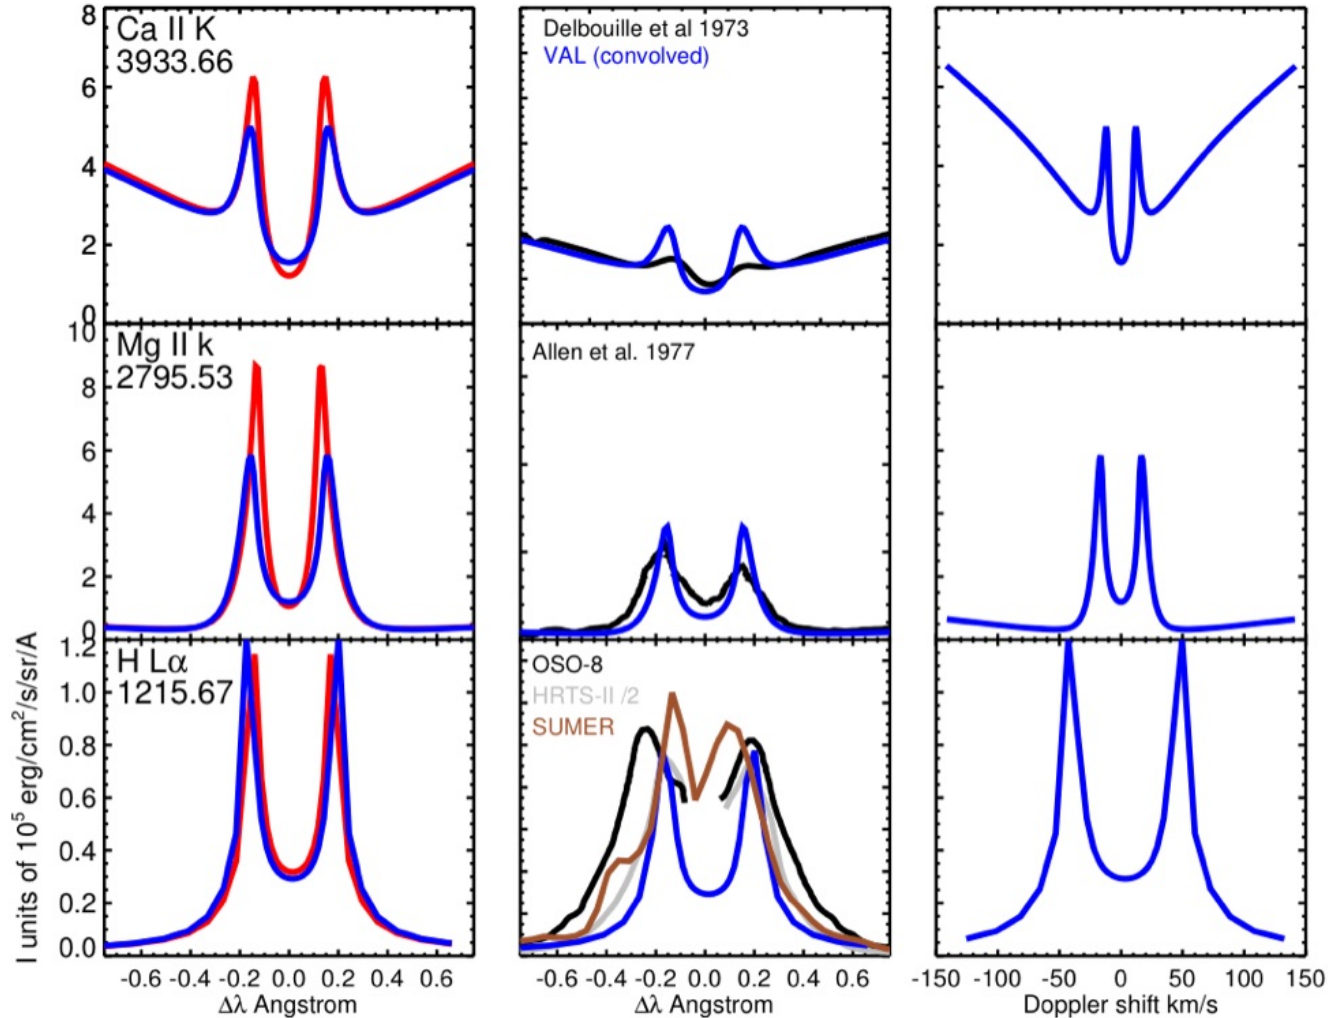 Ca II K
3933.66
8
6
4
2
0
Delbouille et al 1973
VAL (convolved)
Mg II k
2795.53
10
8
6
4
2
0
Allen et al. 1977
H Lα
1215.67
1.2
1.0
0.8
0.6
0.4
0.2
0.0
OSO-8
HRTS-II /2
SUMER
I units of 10⁵ erg/cm²/s/sr/A
-0.6 -0.4 -0.2 0.0 0.2 0.4 0.6
Δλ Angstrom
-0.6 -0.4 -0.2 0.0 0.2 0.4 0.6
Δλ Angstrom
-150 -100 -50 0 50 100 150
Doppler shift km/s